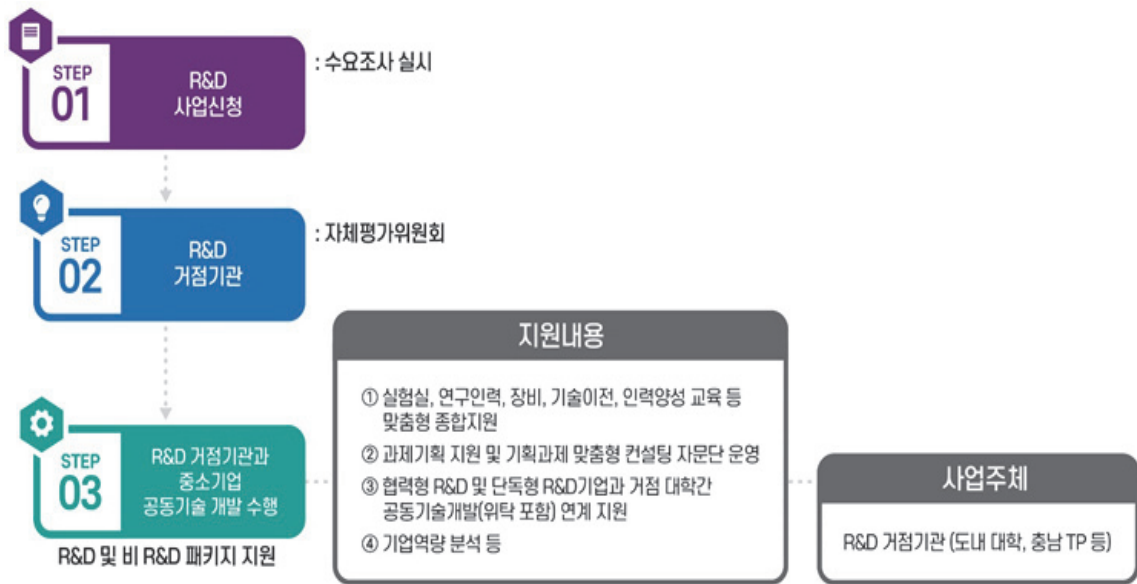 STEP
01
R&D
사업신청
: 수요조사 실시
STEP
02
R&D
거점기관
: 자체평가위원회
STEP
03
R&D 거점기관과
중소기업
공동기술 개발 수행
R&D 및 비 R&D 패키지 지원
지원내용
① 실험실, 연구인력, 장비, 기술이전, 인력양성 교육 등
맞춤형 종합지원
② 과제기획 지원 및 기획과제 맞춤형 컨설팅 자문단 운영
③ 협력형 R&D 및 단독형 R&D기업과 거점 대학간
공동기술개발(위탁 포함) 연계 지원
④ 기업역량 분석 등
사업주체
R&D 거점기관 (도내 대학, 충남 TP 등)